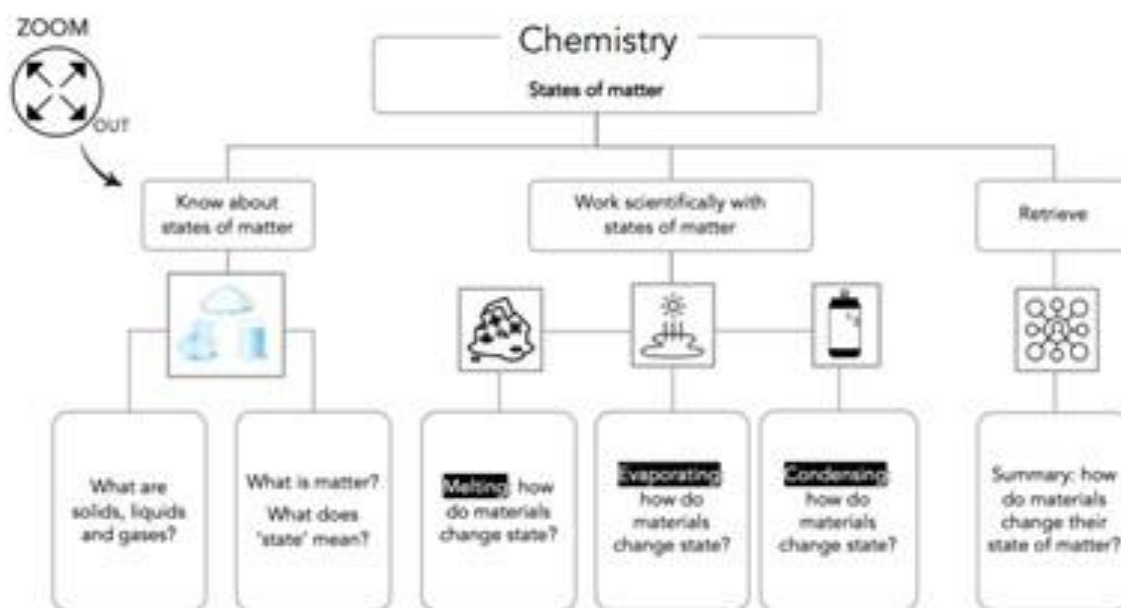 ZOOM
OUT
Chemistry
States of matter
Know about
states of matter
Work scientifically with
states of matter
Retrieve
What are
solids, liquids
and gases?
What is matter?
What does
'state' mean?
Melting: how
do materials
change state?
Evaporating:
how do
materials
change state?
Condensing:
how do
materials
change state?
Summary: how
do materials
change their
state of matter?